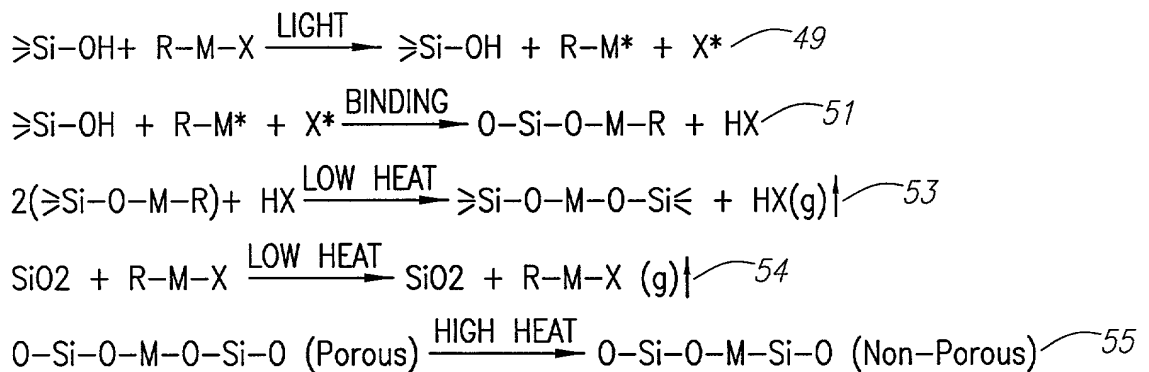 ⩾Si-OH+ R-M-X LIGHT → ⩾Si-OH + R-M* + X* 49
⩾Si-OH + R-M* + X* BINDING → O-Si-O-M-R + HX 51
2(⩾Si-O-M-R)+ HX LOW HEAT → ⩾Si-O-M-O-Si⩽ + HX(g)↑ 53
SiO2 + R-M-X LOW HEAT → SiO2 + R-M-X (g)↑ 54
O-Si-O-M-O-Si-O (Porous) HIGH HEAT → O-Si-O-M-Si-O (Non-Porous) 55